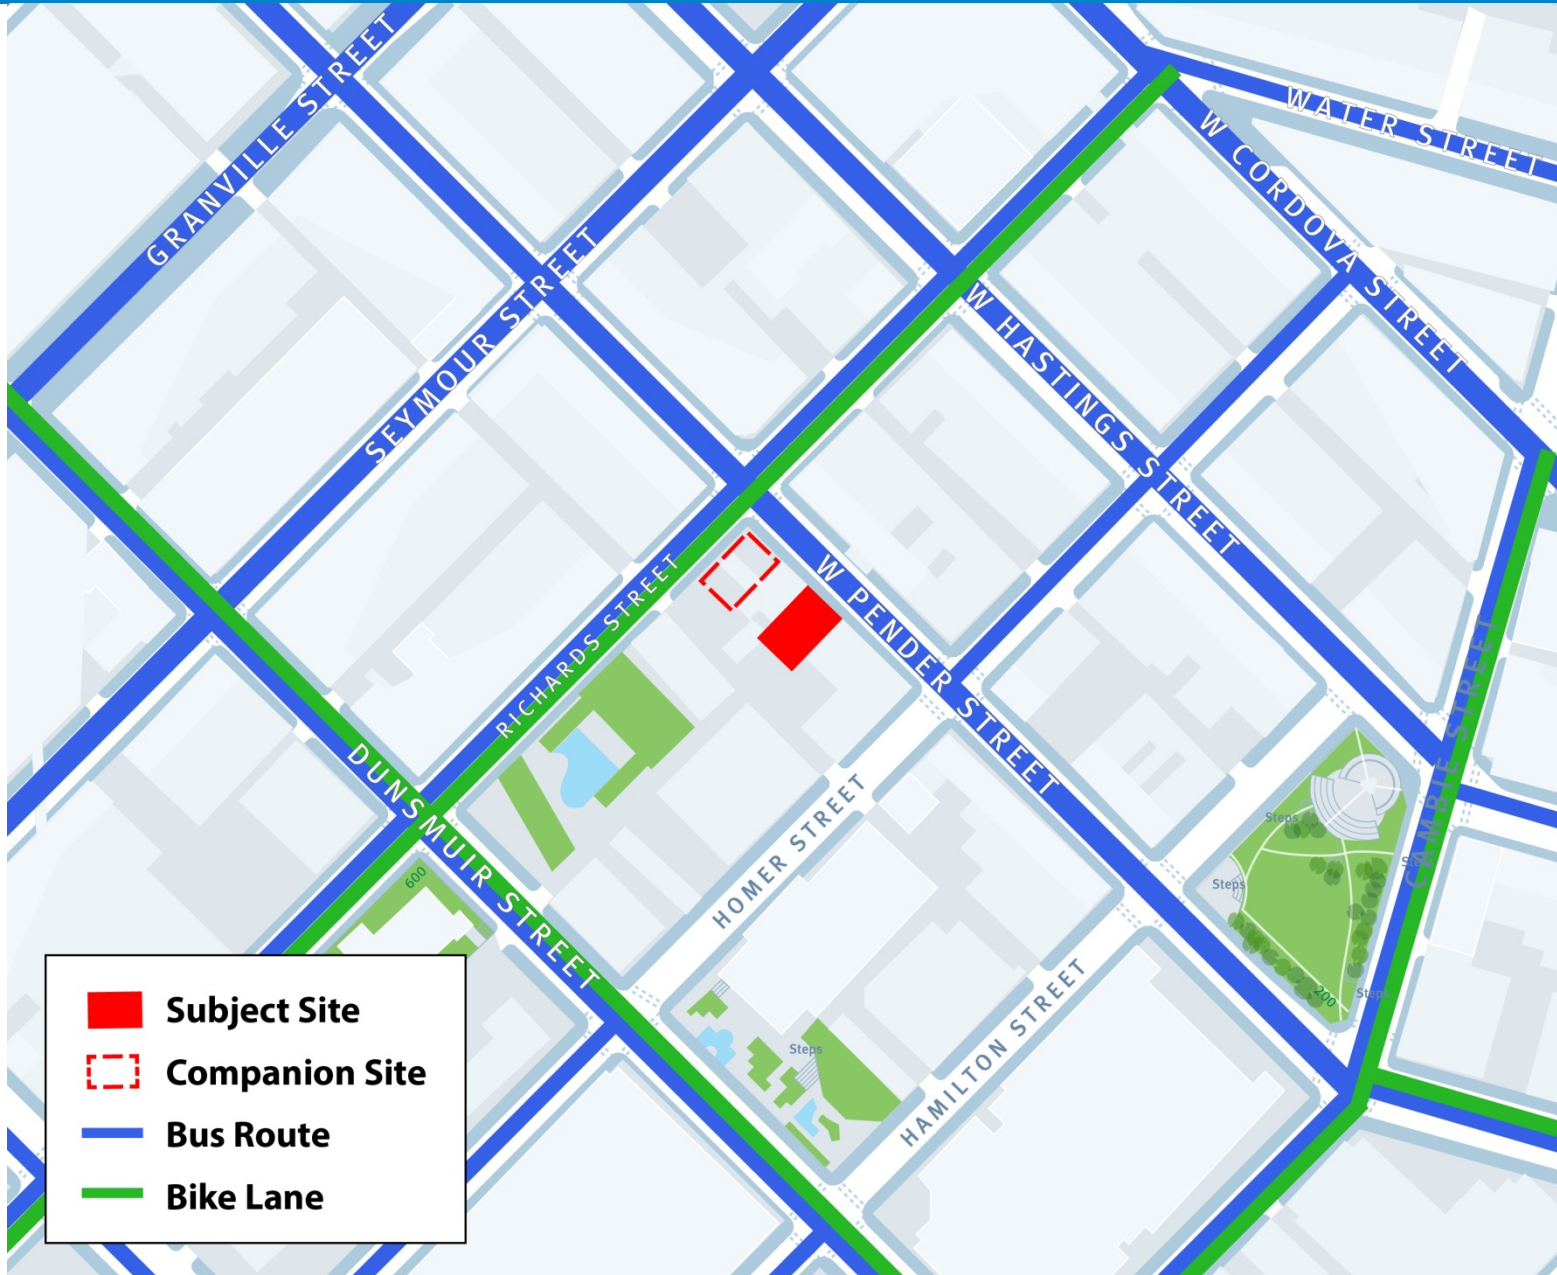 GRANVILLE STREET
WATER STREET
W CORDOVA STREET
SEYMOUR STREET
W HASTINGS STREET
W PENDER STREET
RICHARDS STREET
CAMBIE STREET
DUNSMUIR STREET
HOMER STREET
HAMILTON STREET
Steps
Steps
Steps
Steps
600
200
Subject Site
Companion Site
Bus Route
Bike Lane